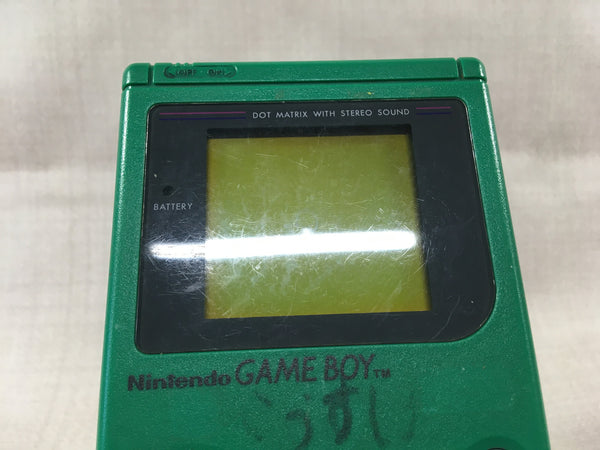 OFF ON
DOT MATRIX WITH STEREO SOUND
BATTERY
Nintendo GAME BOY TM